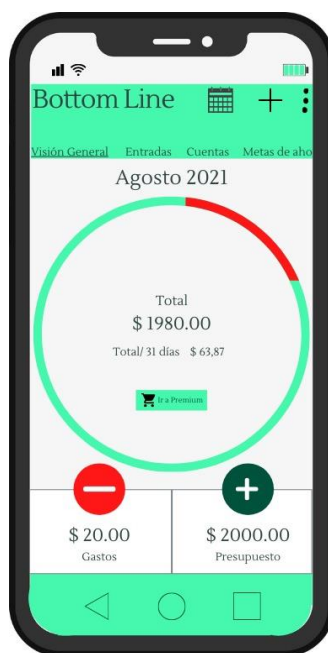 Bottom Line
Visión General Entradas Cuentas Metas de aho
Agosto 2021
Total
$ 1980.00
Total/ 31 días $ 63,87
Ir a Premium
$ 20.00 $ 2000.00
Gastos Presupuesto